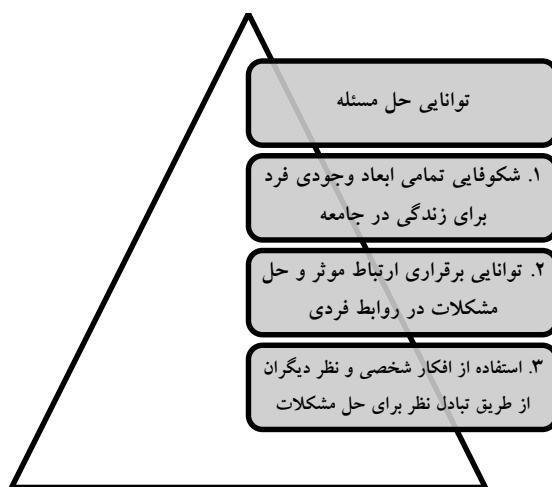 توانایی حل مسئله
۱. شکوفایی تمامی ابعاد وجودی فرد
برای زندگی در جامعه
۲. توانایی برقراری ارتباط موثر و حل
مشکلات در روابط فردی
۳. استفاده از افکار شخصی و نظر دیگران
از طریق تبادل نظر برای حل مشکلات